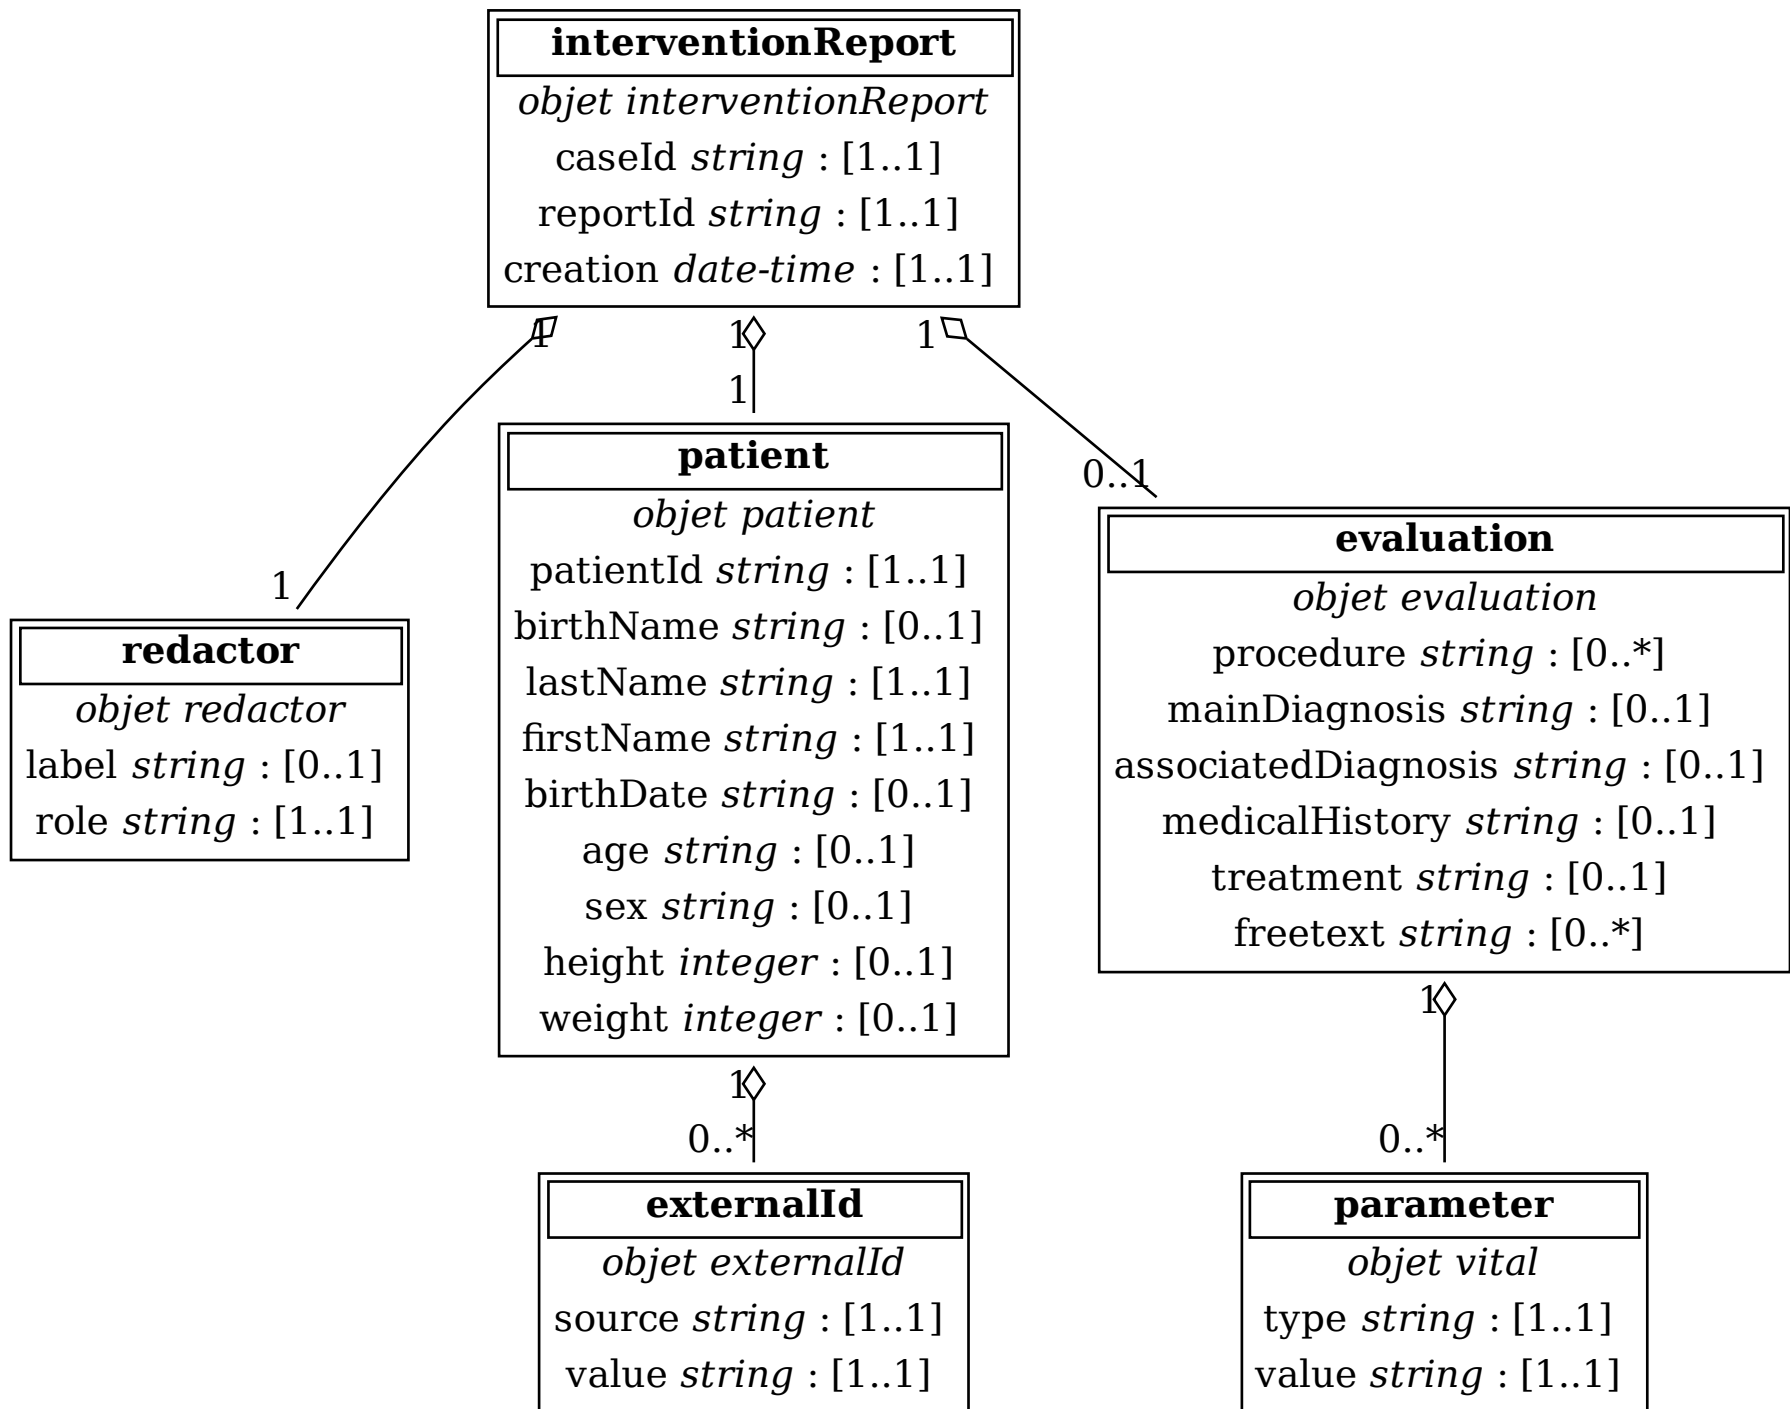 interventionReport
objet interventionReport
caseId string : [1..1]
reportId string : [1..1]
creation date-time : [1..1]
1
1
1
1
0..1
1
patient
objet patient
patientId string : [1..1]
birthName string : [0..1]
lastName string : [1..1]
firstName string : [1..1]
birthDate string : [0..1]
age string : [0..1]
sex string : [0..1]
height integer : [0..1]
weight integer : [0..1]
redactor
objet redactor
label string : [0..1]
role string : [1..1]
evaluation
objet evaluation
procedure string : [0..*]
mainDiagnosis string : [0..1]
associatedDiagnosis string : [0..1]
medicalHistory string : [0..1]
treatment string : [0..1]
freetext string : [0..*]
1
0..*
1
0..*
externalId
objet externalId
source string : [1..1]
value string : [1..1]
parameter
objet vital
type string : [1..1]
value string : [1..1]